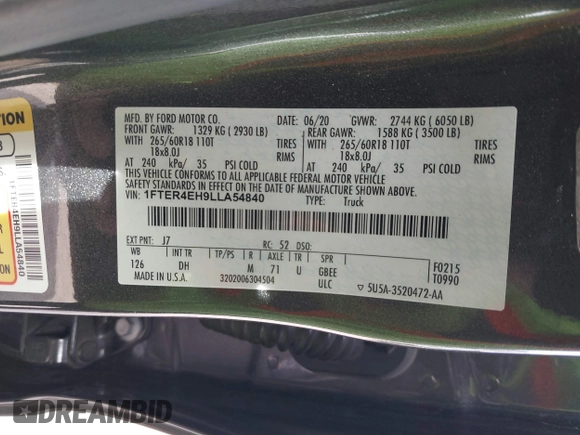 MFD. BY FORD MOTOR CO.
06/20 GVWR: 2744 KG ( 6050 LB)
FRONT GAWR: 1329 KG ( 2930 LB)
REAR GAWR: 1588 KG ( 3500 LB)
WITH 265/60R18 110T TIRES
WITH 265/60R18 110T TIRES
18x8.0J RIMS
18x8.0J RIMS
AT 240 kPa/ 35 PSI COLD
AT 240 kPa/ 35 PSI COLD
THIS VEHICLE CONFORMS TO ALL APPLICABLE FEDERAL MOTOR VEHICLE
SAFETY AND THEFT PREVENTION STANDARDS IN EFFECT ON THE DATE
OF MANUFACTURE SHOWN ABOVE.
VIN: 1FTER4EH9LLA54840
TYPE: Truck
EXT PNT: J7 RC: 52 DSO:
WB INT TR TP/PS R AXLE TR SPR
126 DH M 71 U GBEE F0215
ULC T0990
MADE IN U.S.A. 3202006304504 5U5A-3520472-AA
1FTER4EH9LLA54840
DREAMBID